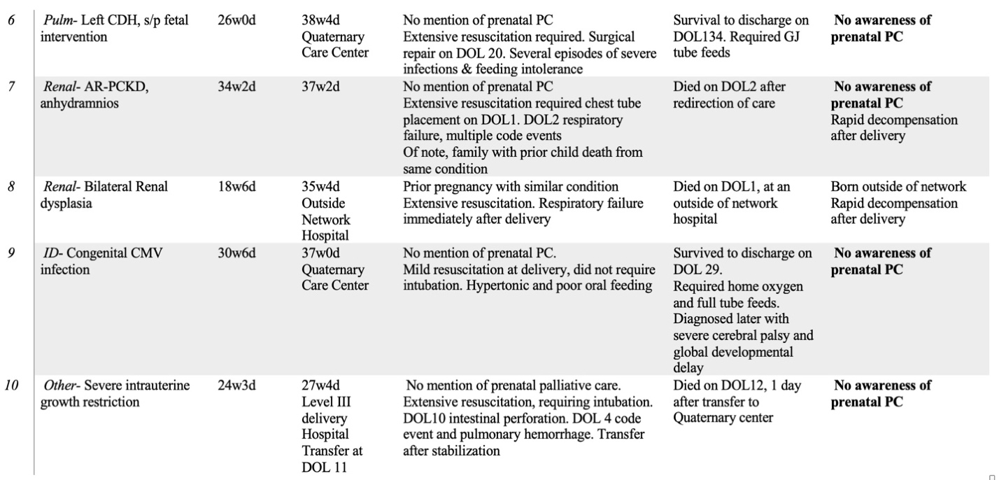 6 Pulm- Left CDH, s/p fetal intervention 26w0d 38w4d Quaternary Care Center No mention of prenatal PC
Extensive resuscitation required. Surgical repair on DOL 20. Several episodes of severe infections & feeding intolerance Survival to discharge on DOL134. Required GJ tube feeds No awareness of prenatal PC
7 Renal- AR-PCKD, anhydramnios 34w2d 37w2d No mention of prenatal PC
Extensive resuscitation required chest tube placement on DOL1. DOL2 respiratory failure, multiple code events
Of note, family with prior child death from same condition Died on DOL2 after redirection of care No awareness of prenatal PC
Rapid decompensation after delivery
8 Renal- Bilateral Renal dysplasia 18w6d 35w4d Outside Network Hospital Prior pregnancy with similar condition
Extensive resuscitation. Respiratory failure immediately after delivery Died on DOL1, at an outside of network hospital Born outside of network
Rapid decompensation after delivery
9 ID- Congenital CMV infection 30w6d 37w0d Quaternary Care Center No mention of prenatal PC.
Mild resuscitation at delivery, did not require intubation. Hypertonic and poor oral feeding Survived to discharge on DOL 29.
Required home oxygen and full tube feeds.
Diagnosed later with severe cerebral palsy and global developmental delay No awareness of prenatal PC
10 Other- Severe intrauterine growth restriction 24w3d 27w4d Level III delivery Hospital Transfer at DOL 11 No mention of prenatal palliative care.
Extensive resuscitation, requiring intubation. DOL10 intestinal perforation. DOL 4 code event and pulmonary hemorrhage. Transfer after stabilization Died on DOL12, 1 day after transfer to Quaternary center No awareness of prenatal PC